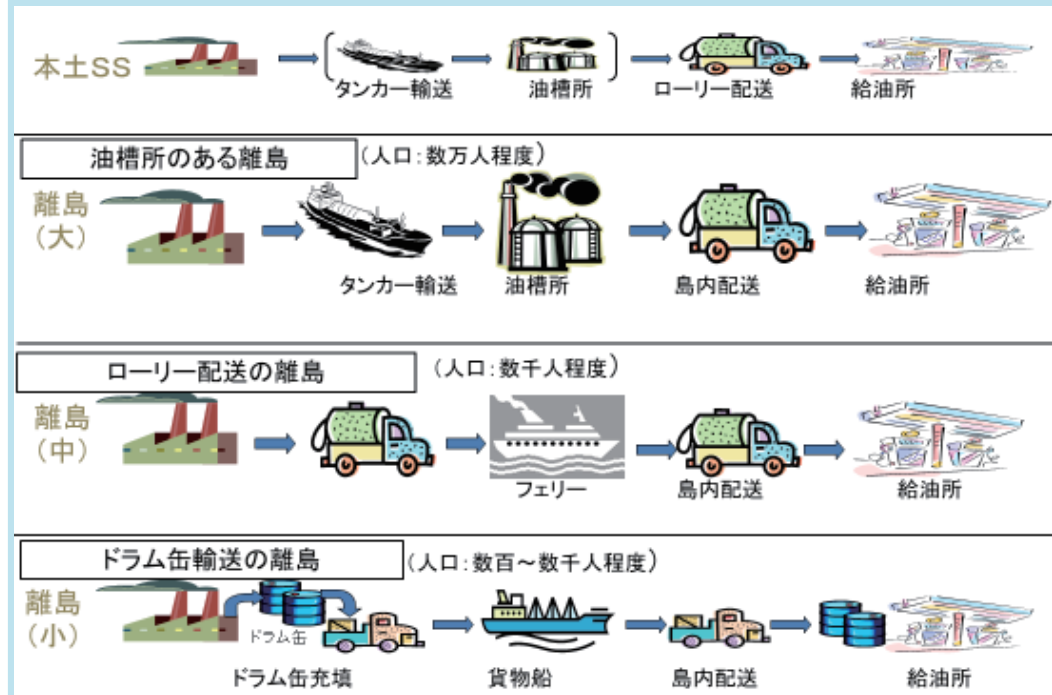 本土SS
タンカー輸送
油槽所
ローリー配送
給油所
油槽所のある離島
(人口:数万人程度)
離島
(大)
タンカー輸送
油槽所
島内配送
給油所
ローリー配送の離島
(人口:数千人程度)
離島
(中)
フェリー
島内配送
給油所
ドラム缶輸送の離島
(人口:数百~数千人程度)
離島
(小)
ドラム缶
ドラム缶充填
貨物船
島内配送
給油所